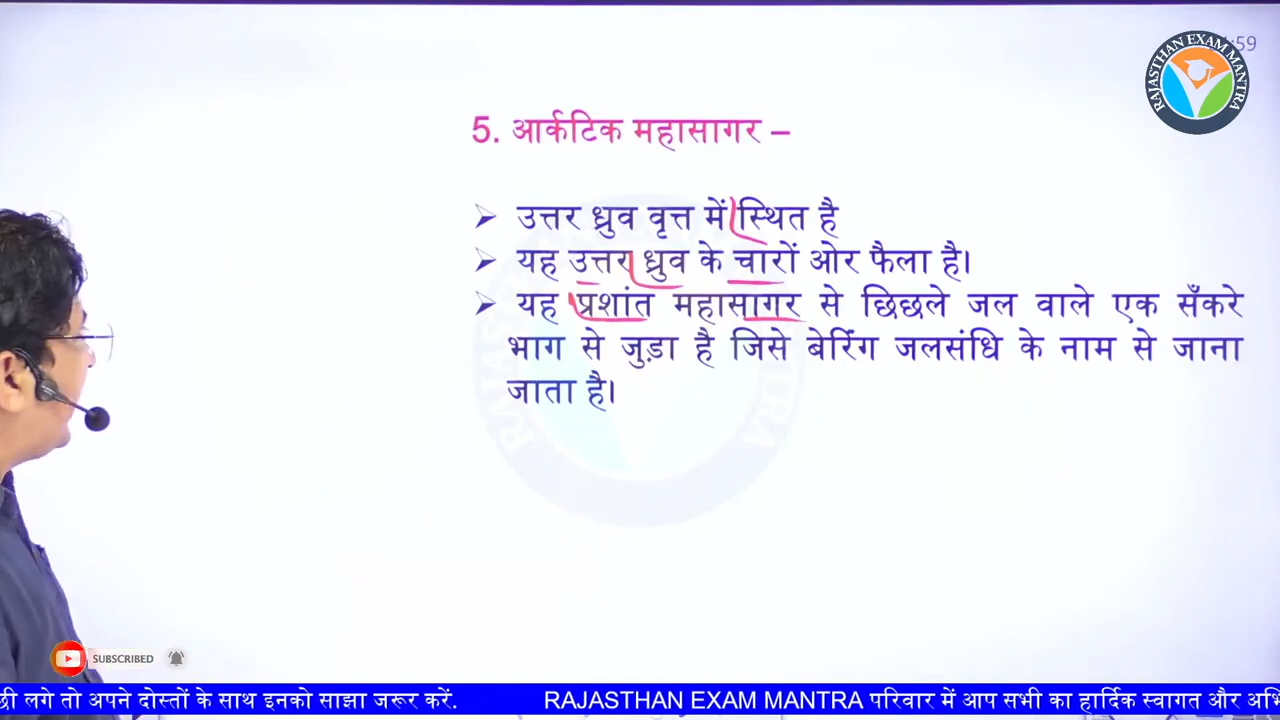 :59
RAJASTHAN EXAM MANTRA
5. आर्कटिक महासागर –
➢ उत्तर ध्रुव वृत्त में स्थित है
➢ यह उत्तर ध्रुव के चारों ओर फैला है।
➢ यह प्रशांत महासागर से छिछले जल वाले एक सँकरे
भाग से जुड़ा है जिसे बेरिंग जलसंधि के नाम से जाना
जाता है।
SUBSCRIBED
लगे तो अपने दोस्तों के साथ इनको साझा जरूर करें. RAJASTHAN EXAM MANTRA परिवार में आप सभी का हार्दिक स्वागत और